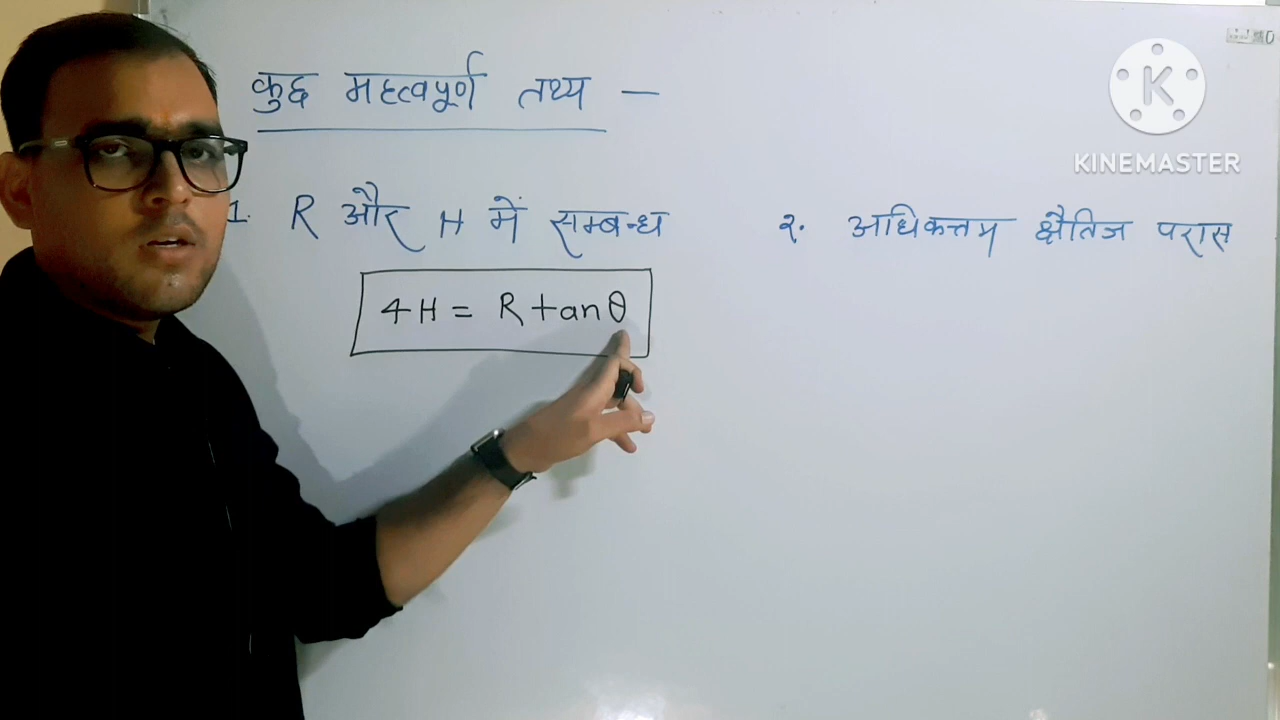 कुछ महत्वपूर्ण तथ्य —
1. R और H में सम्बन्ध
4H = R tanθ
२. अधिकत्तम क्षैतिज परास
K
KINEMASTER